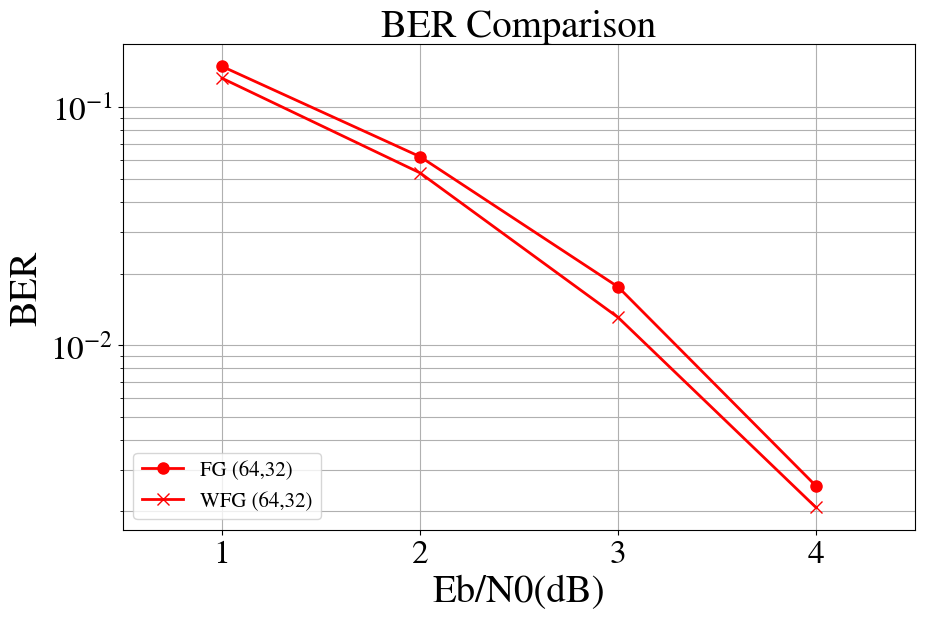 BER Comparison
BER
10⁻¹
10⁻²
FG (64,32)
WFG (64,32)
1 2 3 4
Eb/N0(dB)